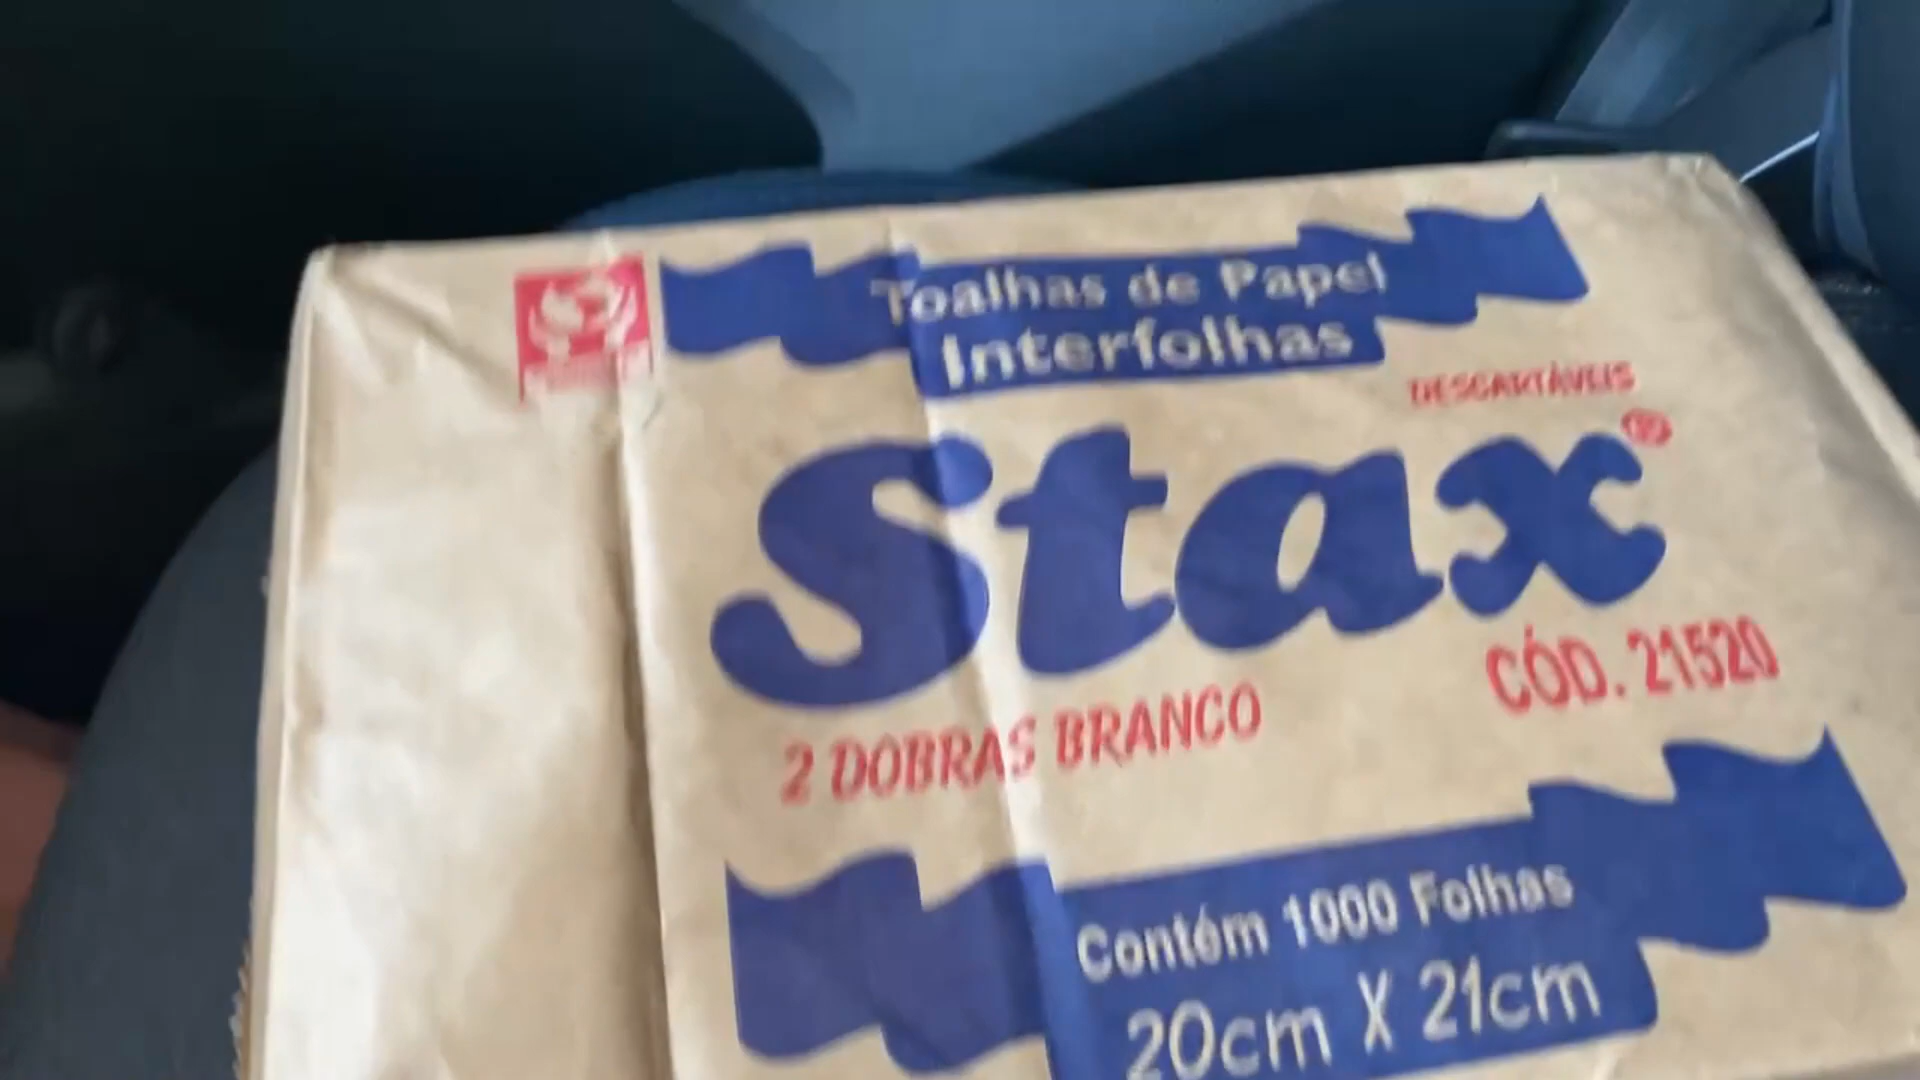 Toalhas de Papel
Interfolhas
DESCARTÁVEIS
Stax®
CÓD. 21520
2 DOBRAS BRANCO
Contém 1000 Folhas
20cm X 21cm